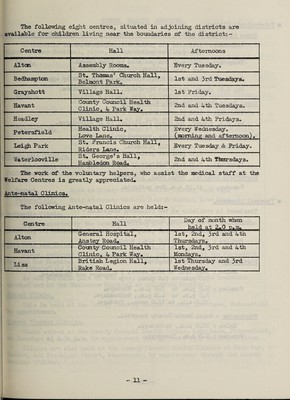 The following eight centres, situated in adjoining districts are
available for children living near the boundaries of the district:-
Centre Hall Afternoons
Alton Assembly Rooms. Every Tuesday.
Bedhampton St. Thomas' Church Hall, Belmont Park. 1st and 3rd Tuesdays.
Grayshott Village Hall. 1st Friday.
Havant County Council Health Clinic, 4 Park Way. 2nd and 4th Tuesdays.
Headley Village Hall. 2nd and 4th Fridays.
Petersfield Health Clinic, Love Lane. Every Wednesday. (morning and afternoon).
Leigh Park St. Francis Church Hall, Riders Lane. Every Tuesday & Friday.
Waterlooville St. George's Hall, Hambledon Road. 2nd and 4th Thursdays.
The work of the voluntary helpers, who assist the medical staff at the
Welfare Centres is greatly appreciated.
Ante-natal Clinics.
The following Ante-natal Clinics are held:-
Centre Hall Day of month when held at 2.0 p.m.
Alton General Hospital, Anstey Road. 1st, 2nd, 3rd and 4th Thursdays.
Havant County Council Health Clinic, 4 Park Way. 1st, 2nd, 3rd and 4th Mondays.
Liss British Legion Hall, Rake Road. 1st Thursday and 3rd Wednesday.
- 11 -